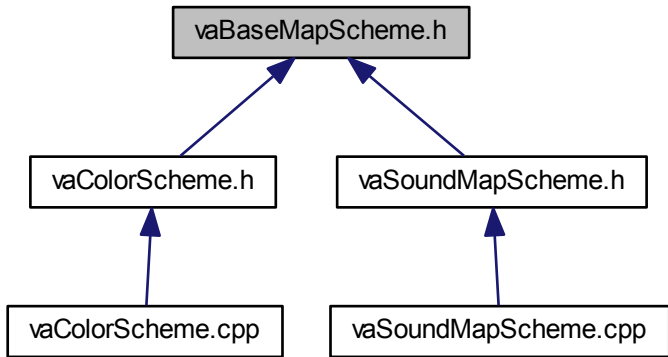 vaBaseMapScheme.h
vaColorScheme.h
vaSoundMapScheme.h
vaColorScheme.cpp
vaSoundMapScheme.cpp